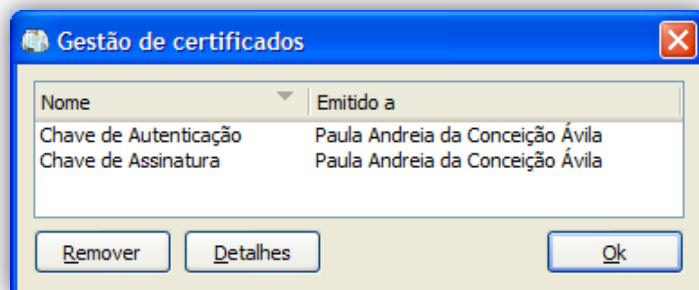 Gestão de certificados
Nome Emitido a
Chave de Autenticação Paula Andreia da Conceição Ávila
Chave de Assinatura Paula Andreia da Conceição Ávila
Remover Detalhes Ok